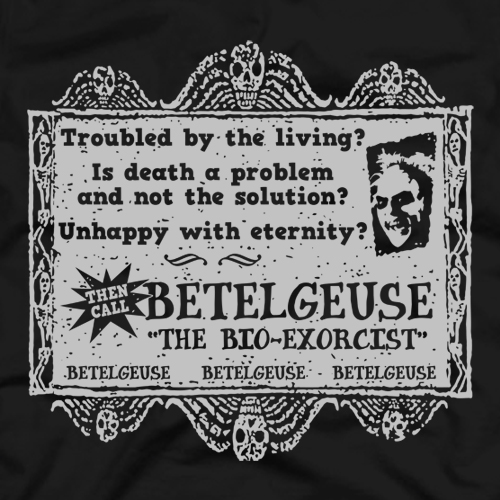 Troubled by the living?
Is death a problem
and not the solution?
Unhappy with eternity?
THEN
CALL
BETELGEUSE
"THE BIO-EXORCIST"
BETELGEUSE BETELGEUSE BETELGEUSE